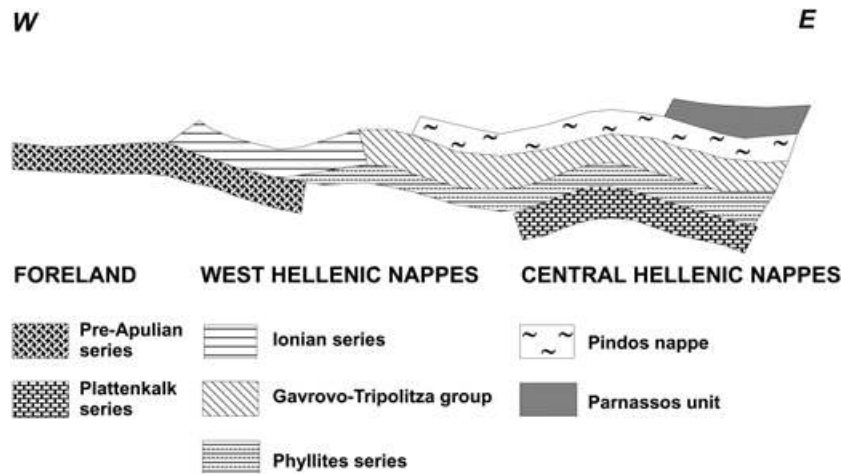 W
E
FORELAND
WEST HELLENIC NAPPES
CENTRAL HELLENIC NAPPES
Pre-Apulian
series
Ionian series
Pindos nappe
Plattenkalk
series
Gavrovo-Tripolitza group
Parnassos unit
Phyllites series